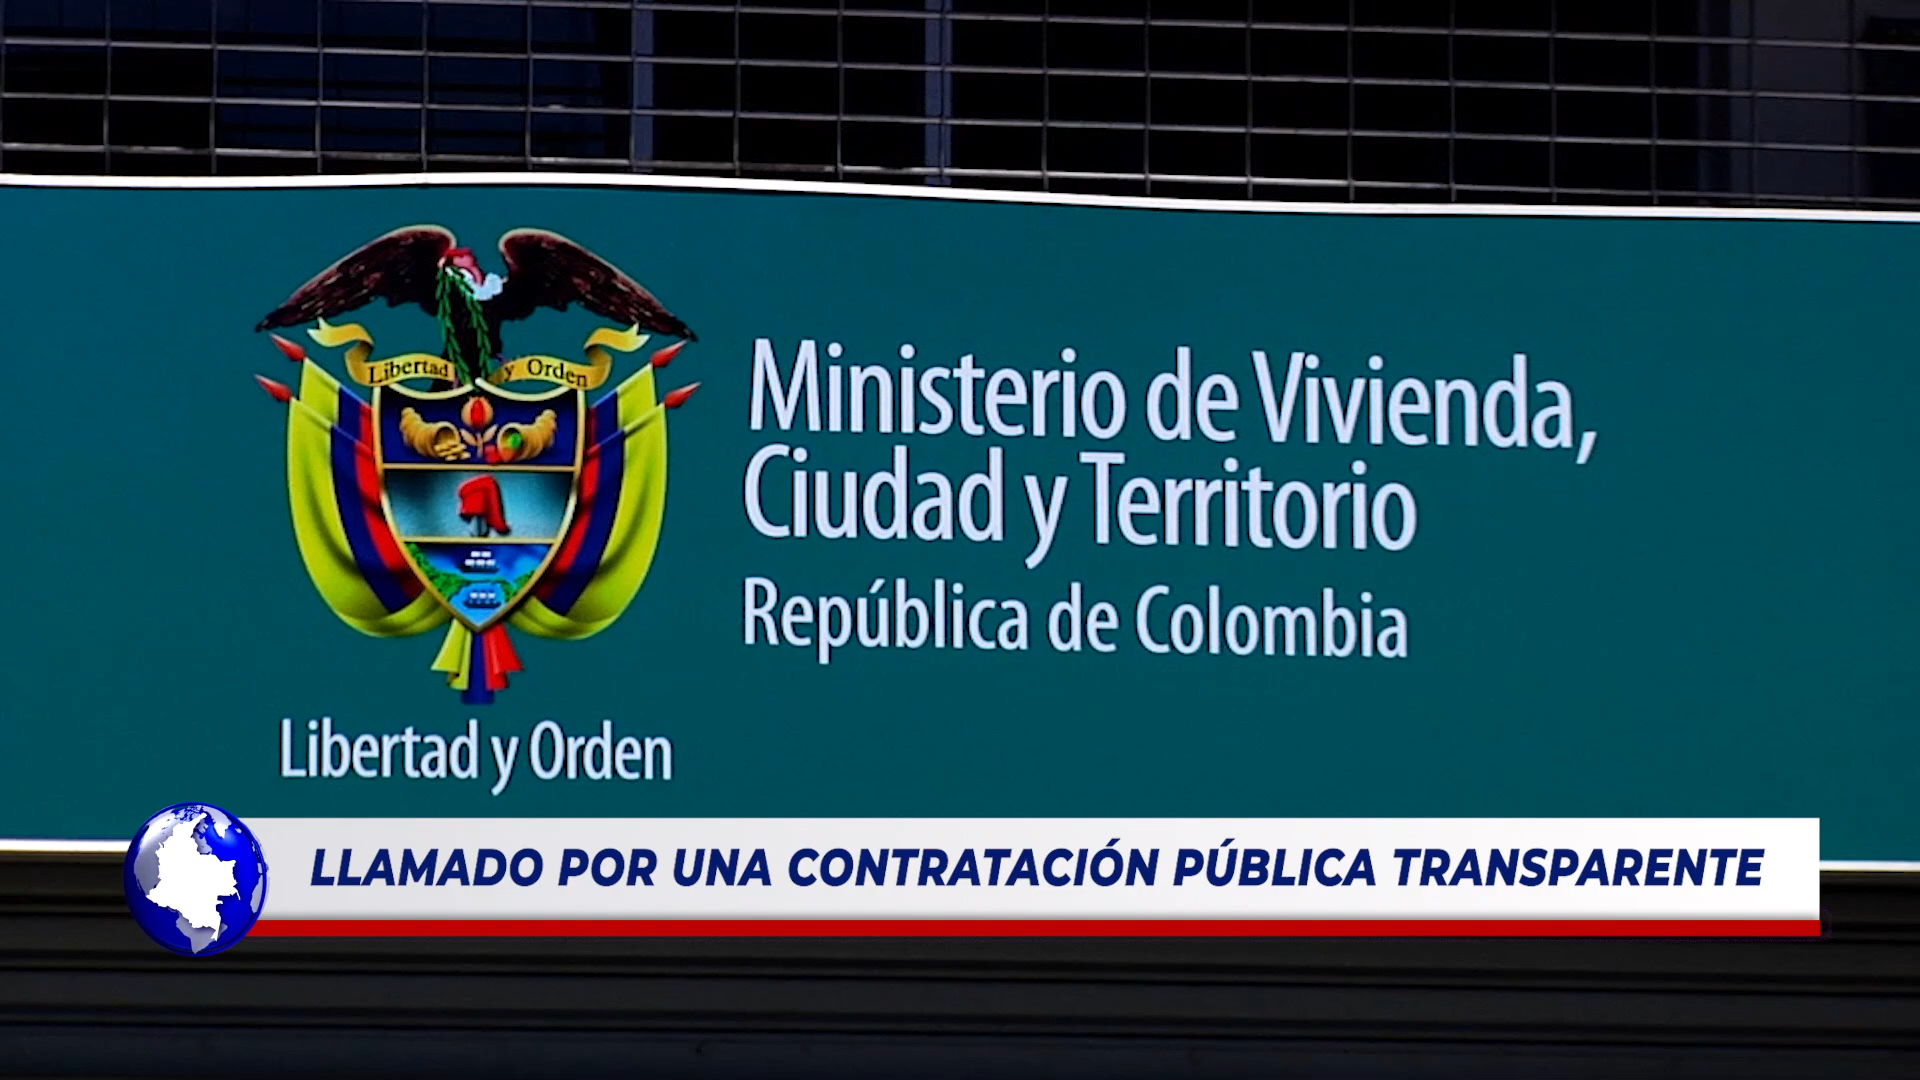 Libertad y Orden
Ministerio de Vivienda,
Ciudad y Territorio
República de Colombia
Libertad y Orden
LLAMADO POR UNA CONTRATACIÓN PÚBLICA TRANSPARENTE